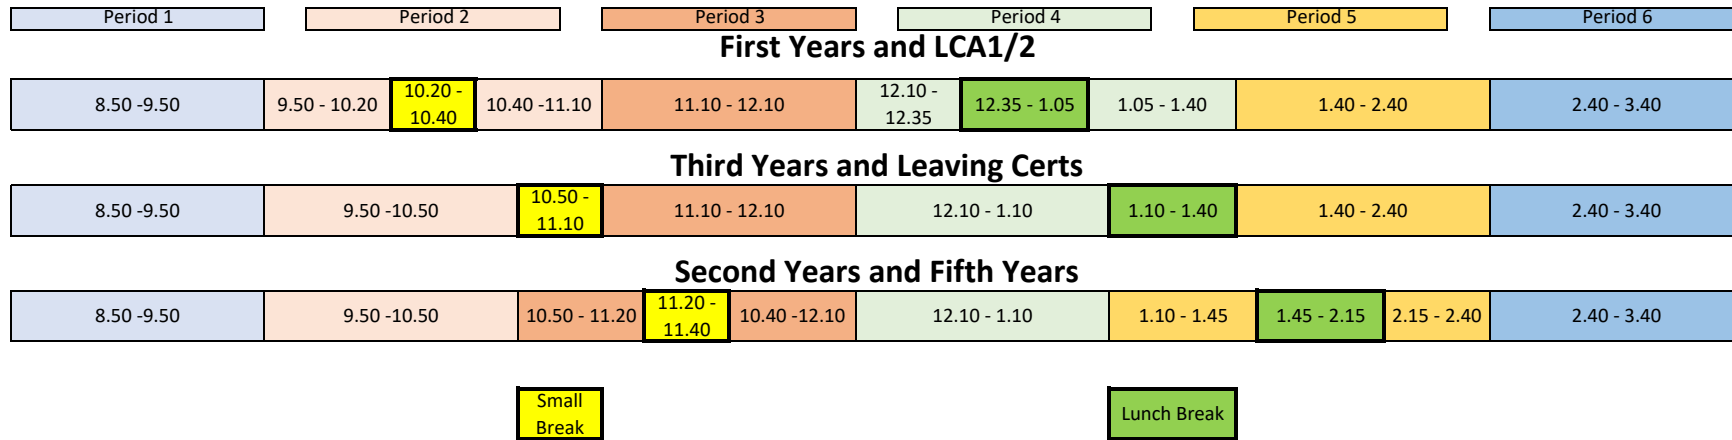 Period 1 Period 2 Period 3 Period 4 Period 5 Period 6
First Years and LCA1/2
8.50 -9.50 9.50 - 10.20 10.20 - 10.40 10.40 -11.10 11.10 - 12.10 12.10 - 12.35 12.35 - 1.05 1.05 - 1.40 1.40 - 2.40 2.40 - 3.40
Third Years and Leaving Certs
8.50 -9.50 9.50 -10.50 10.50 - 11.10 11.10 - 12.10 12.10 - 1.10 1.10 - 1.40 1.40 - 2.40 2.40 - 3.40
Second Years and Fifth Years
8.50 -9.50 9.50 -10.50 10.50 - 11.20 11.20 - 11.40 10.40 -12.10 12.10 - 1.10 1.10 - 1.45 1.45 - 2.15 2.15 - 2.40 2.40 - 3.40
Small Break Lunch Break